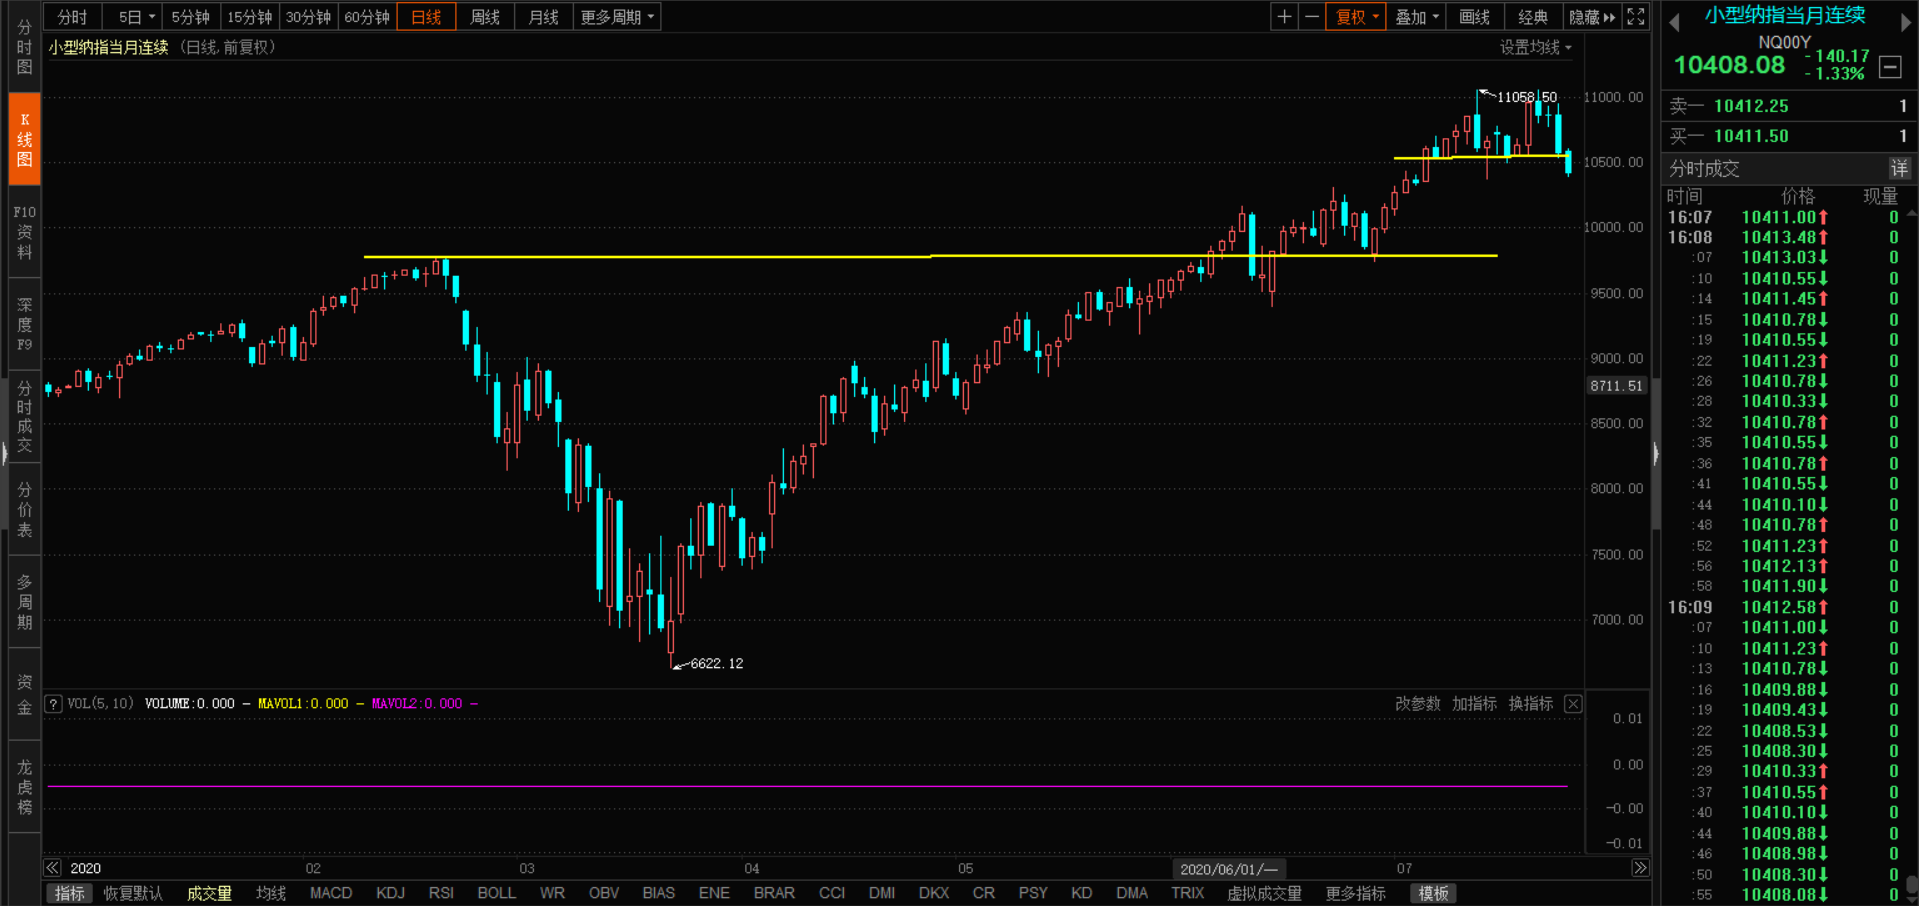 分时 5日 5分钟 15分钟 30分钟 60分钟 日线 周线 月线 更多周期
+ − 复权 叠加 画线 经典 隐藏
小型纳指当月连续 (日线,前复权)
设置均线
分时图
K线图
F10资料
深度F9
分时成交
分价表
多周期
资金
龙虎榜
11058.50
6622.12
11000.00
10500.00
10000.00
9500.00
9000.00
8711.51
8500.00
8000.00
7500.00
7000.00
? VOL(5,10) VOLUME:0.000 − MAVOL1:0.000 − MAVOL2:0.000 −
改参数 加指标 换指标
0.01
0.00
-0.00
-0.01
2020 02 03 04 05 2020/06/01/一 07
指标 恢复默认 成交量 均线 MACD KDJ RSI BOLL WR OBV BIAS ENE BRAR CCI DMI DKX CR PSY KD DMA TRIX 虚拟成交量 更多指标 模板
小型纳指当月连续
NQ00Y
10408.08 -140.17
-1.33%
卖一 10412.25 1
买一 10411.50 1
分时成交 详
时间 价格 现量
16:07 10411.00↑ 0
16:08 10413.48↑ 0
:07 10413.03↓ 0
:10 10410.55↓ 0
:14 10411.45↑ 0
:15 10410.78↓ 0
:19 10410.55↓ 0
:22 10411.23↑ 0
:26 10410.78↓ 0
:28 10410.33↓ 0
:32 10410.78↑ 0
:35 10410.55↓ 0
:36 10410.78↑ 0
:41 10410.55↓ 0
:44 10410.10↓ 0
:48 10410.78↑ 0
:52 10411.23↑ 0
:56 10412.13↑ 0
:58 10411.90↓ 0
16:09 10412.58↑ 0
:07 10411.00↓ 0
:10 10411.23↑ 0
:13 10410.78↓ 0
:16 10409.88↓ 0
:19 10409.43↓ 0
:22 10408.53↓ 0
:25 10408.30↓ 0
:29 10410.33↑ 0
:37 10410.55↑ 0
:40 10410.10↓ 0
:44 10409.88↓ 0
:46 10408.98↓ 0
:50 10408.30↓ 0
:55 10408.08↓ 0